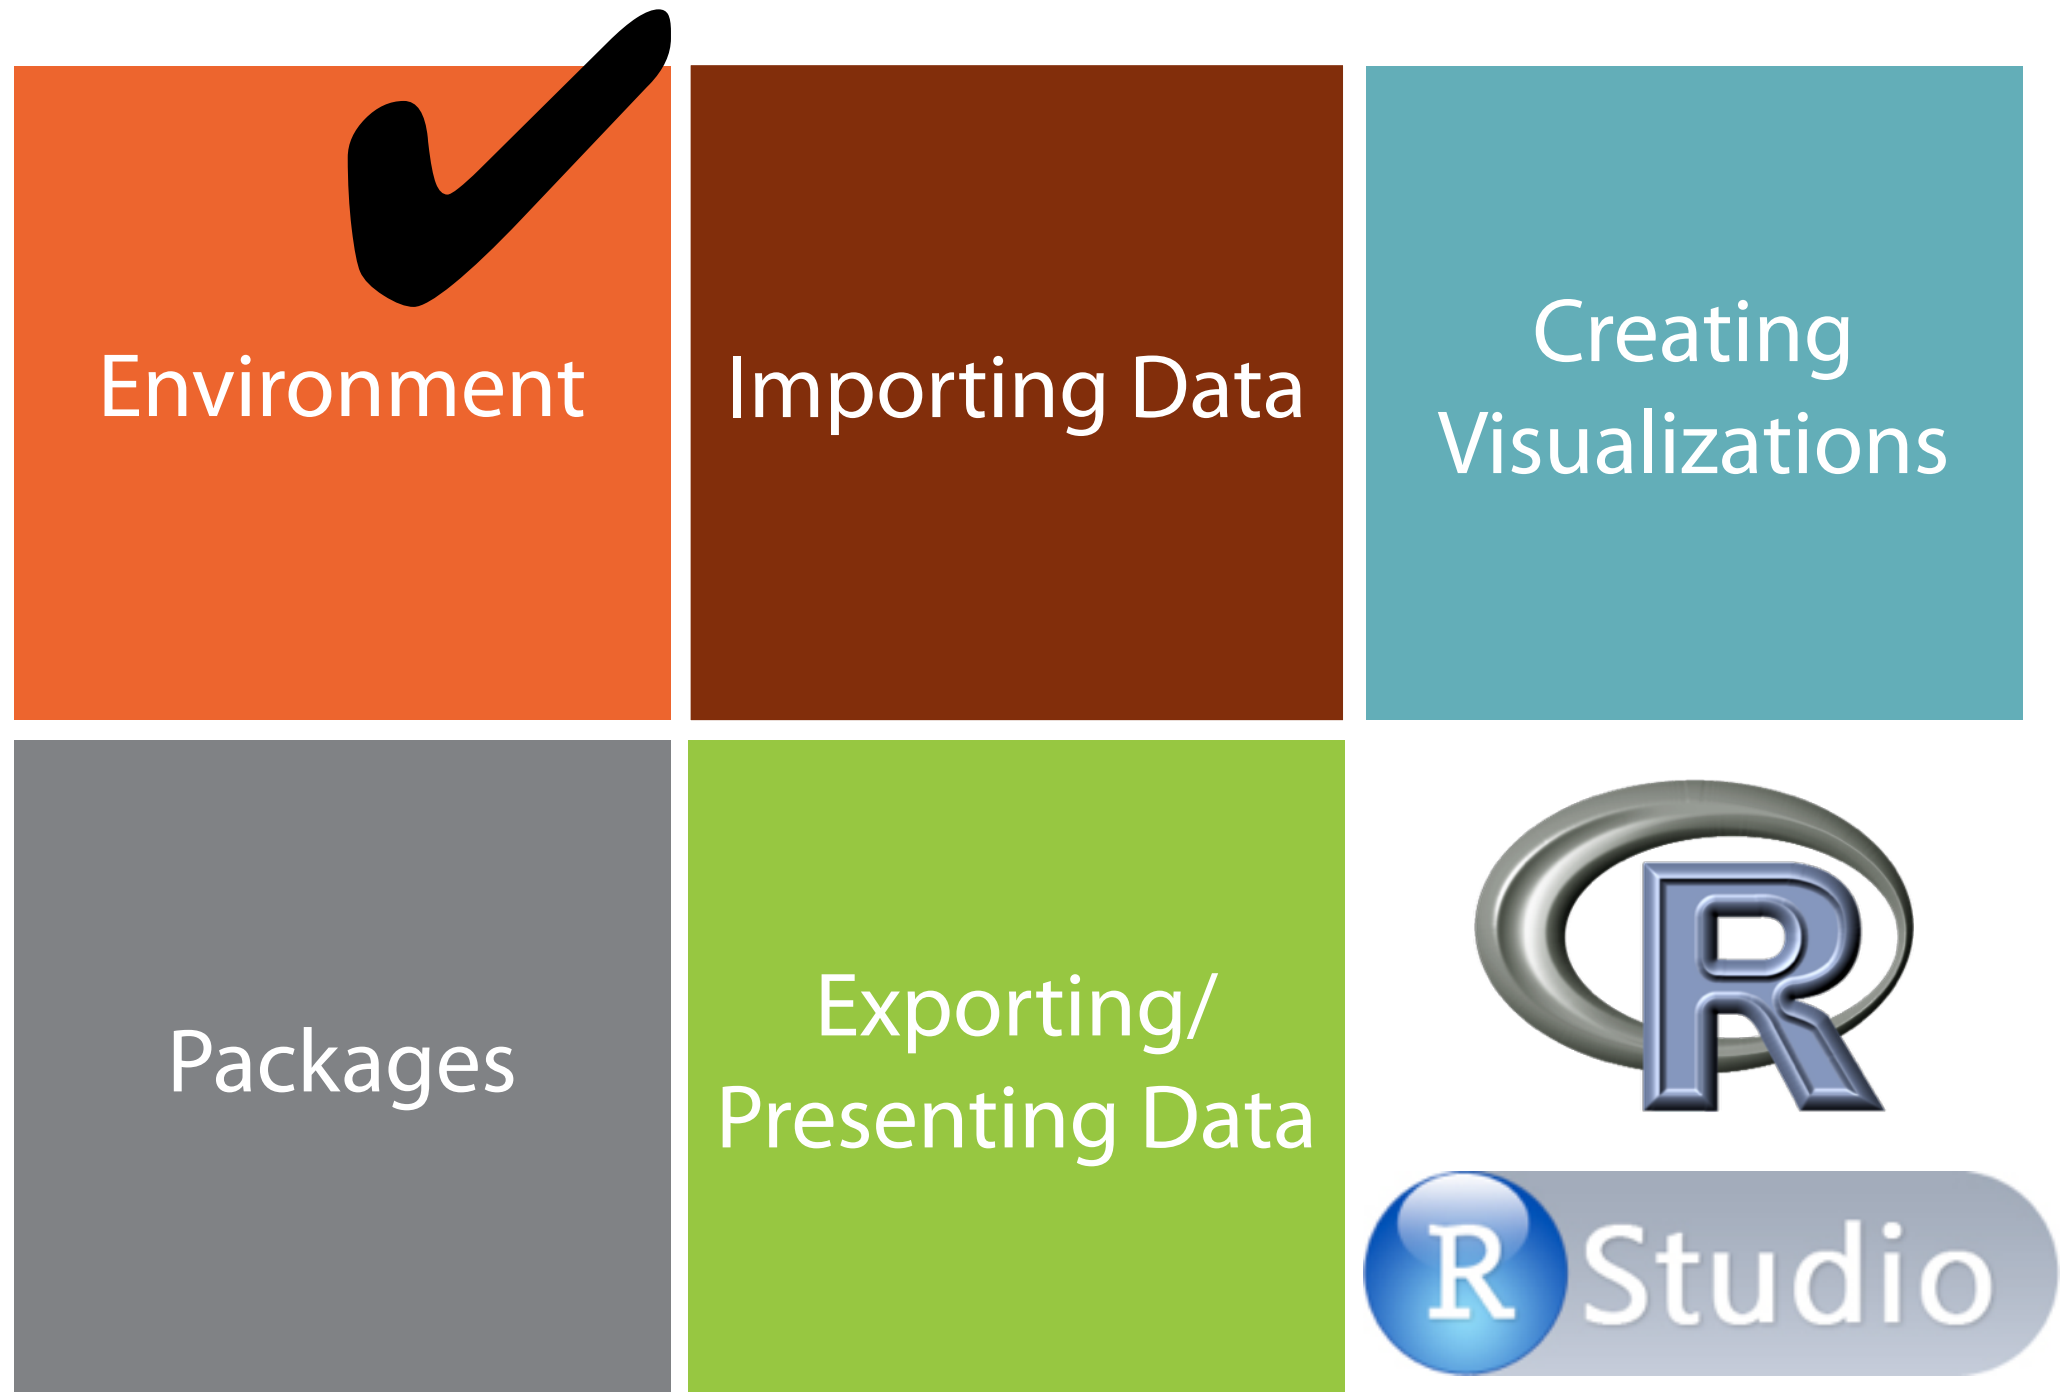 Environment
Importing Data
Creating
Visualizations
Packages
Exporting/
Presenting Data
R
R Studio